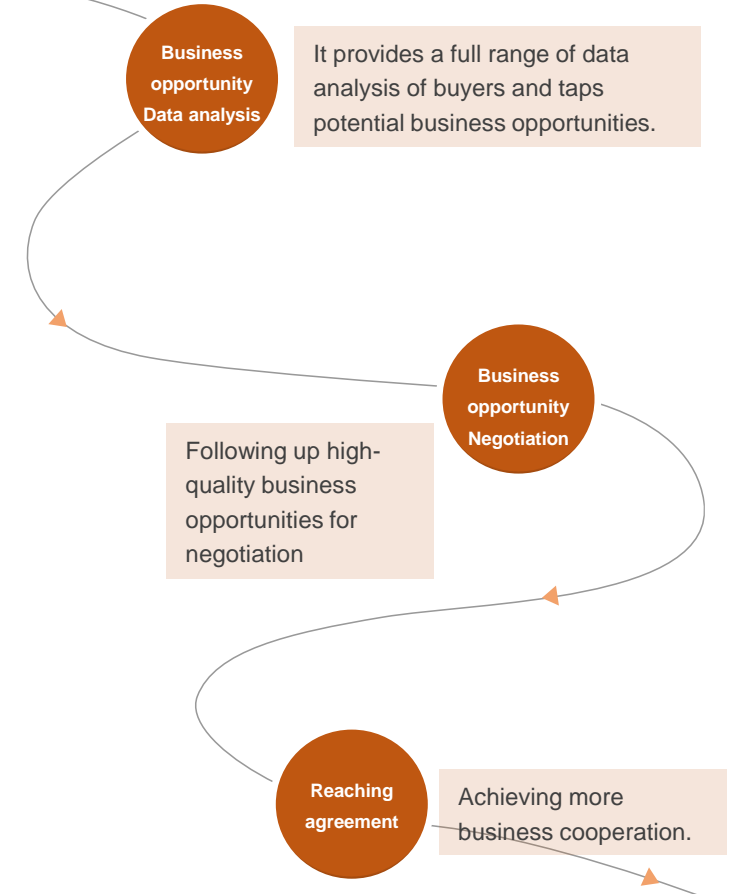 Business
opportunity
Data analysis
It provides a full range of data
analysis of buyers and taps
potential business opportunities.
Business
opportunity
Negotiation
Following up high-
quality business
opportunities for
negotiation
Reaching
agreement
Achieving more
business cooperation.